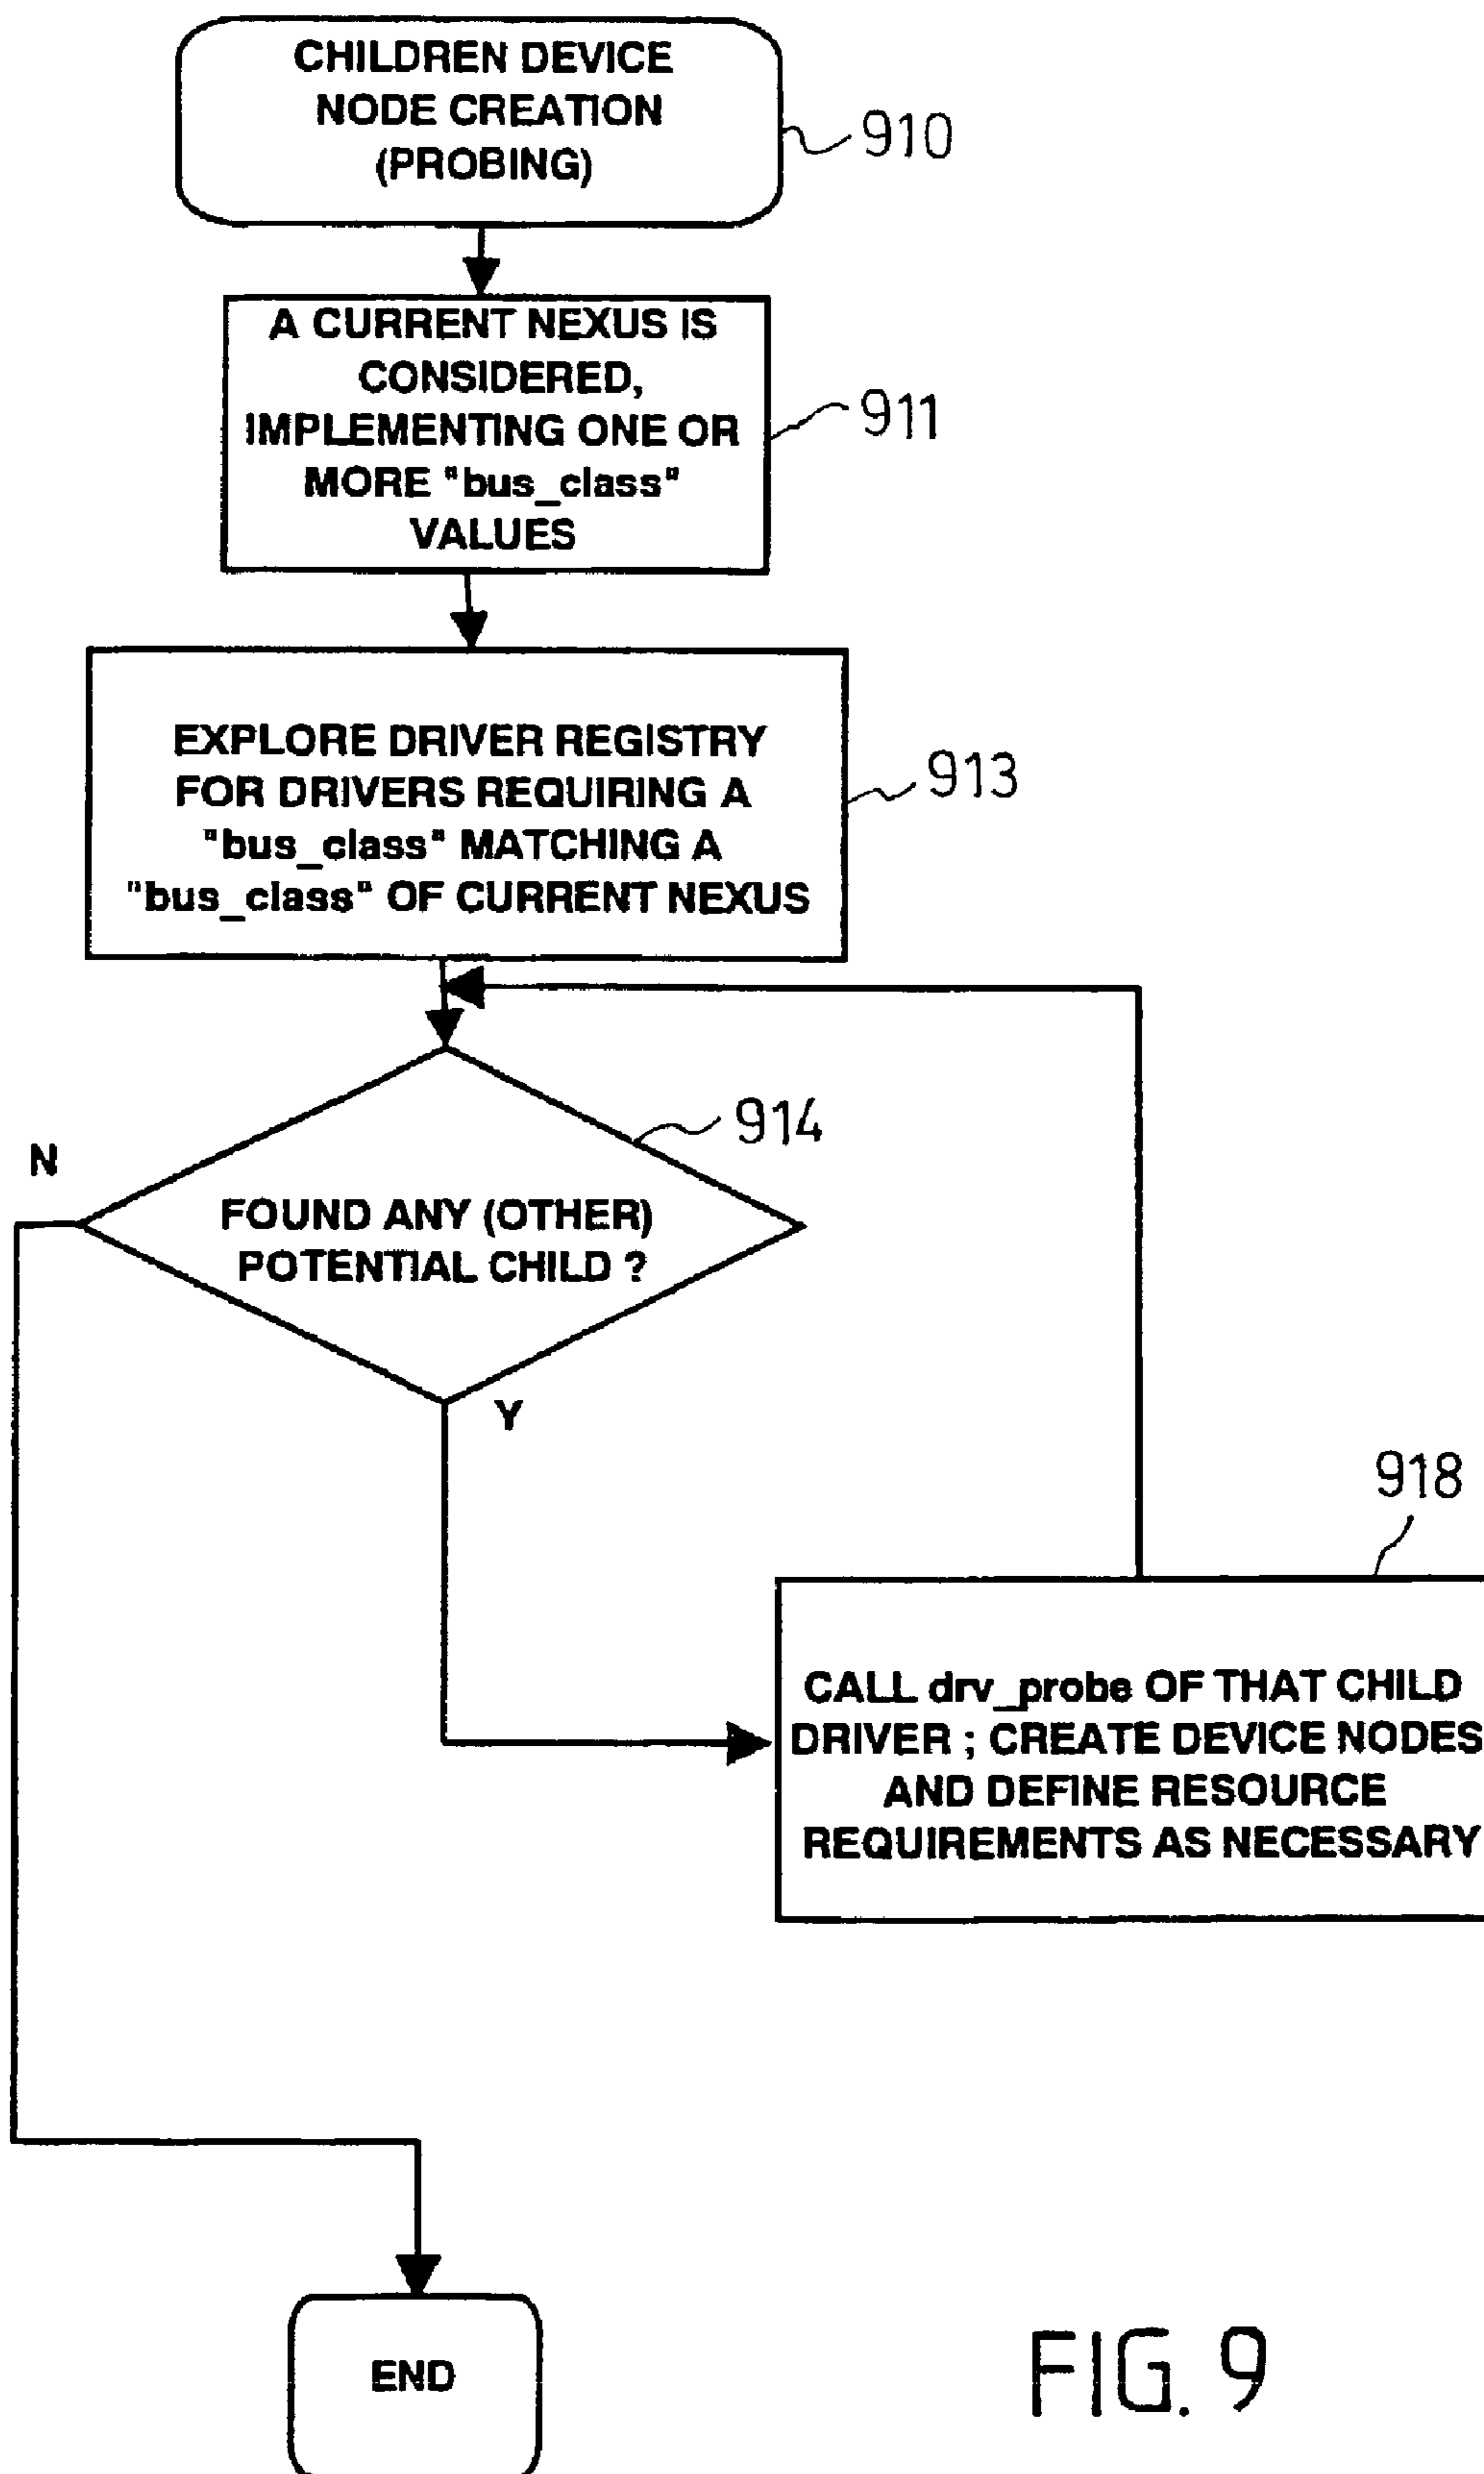 CHILDREN DEVICE
NODE CREATION
(PROBING)
910
A CURRENT NEXUS IS
CONSIDERED,
IMPLEMENTING ONE OR
MORE "bus_class"
VALUES
911
EXPLORE DRIVER REGISTRY
FOR DRIVERS REQUIRING A
"bus_class" MATCHING A
"bus_class" OF CURRENT NEXUS
913
914
N
FOUND ANY (OTHER)
POTENTIAL CHILD ?
Y
918
CALL drv_probe OF THAT CHILD
DRIVER ; CREATE DEVICE NODES
AND DEFINE RESOURCE
REQUIREMENTS AS NECESSARY
END
FIG. 9